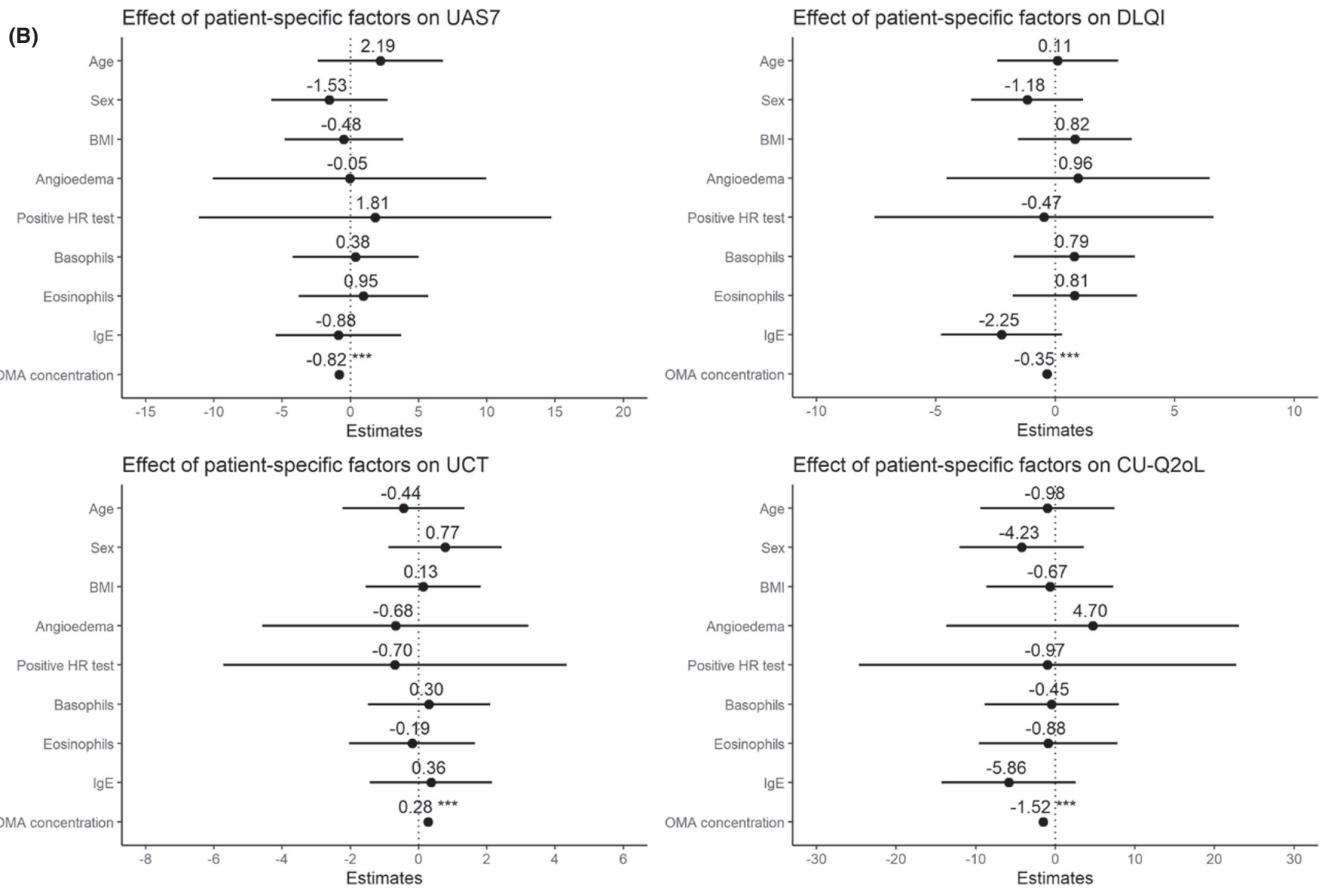 (B)
Effect of patient-specific factors on UAS7
Age
2.19
Sex
-1.53
BMI
-0.48
Angioedema
-0.05
Positive HR test
1.81
Basophils
0.38
Eosinophils
0.95
IgE
-0.88
OMA concentration
-0.82 ***
-15 -10 -5 0 5 10 15 20
Estimates
Effect of patient-specific factors on DLQI
Age
0.11
Sex
-1.18
BMI
0.82
Angioedema
0.96
Positive HR test
-0.47
Basophils
0.79
Eosinophils
0.81
IgE
-2.25
OMA concentration
-0.35 ***
-10 -5 0 5 10
Estimates
Effect of patient-specific factors on UCT
Age
-0.44
Sex
0.77
BMI
0.13
Angioedema
-0.68
Positive HR test
-0.70
Basophils
0.30
Eosinophils
-0.19
IgE
0.36
OMA concentration
0.28 ***
-8 -6 -4 -2 0 2 4 6
Estimates
Effect of patient-specific factors on CU-Q2oL
Age
-0.98
Sex
-4.23
BMI
-0.67
Angioedema
4.70
Positive HR test
-0.97
Basophils
-0.45
Eosinophils
-0.88
IgE
-5.86
OMA concentration
-1.52 ***
-30 -20 -10 0 10 20 30
Estimates